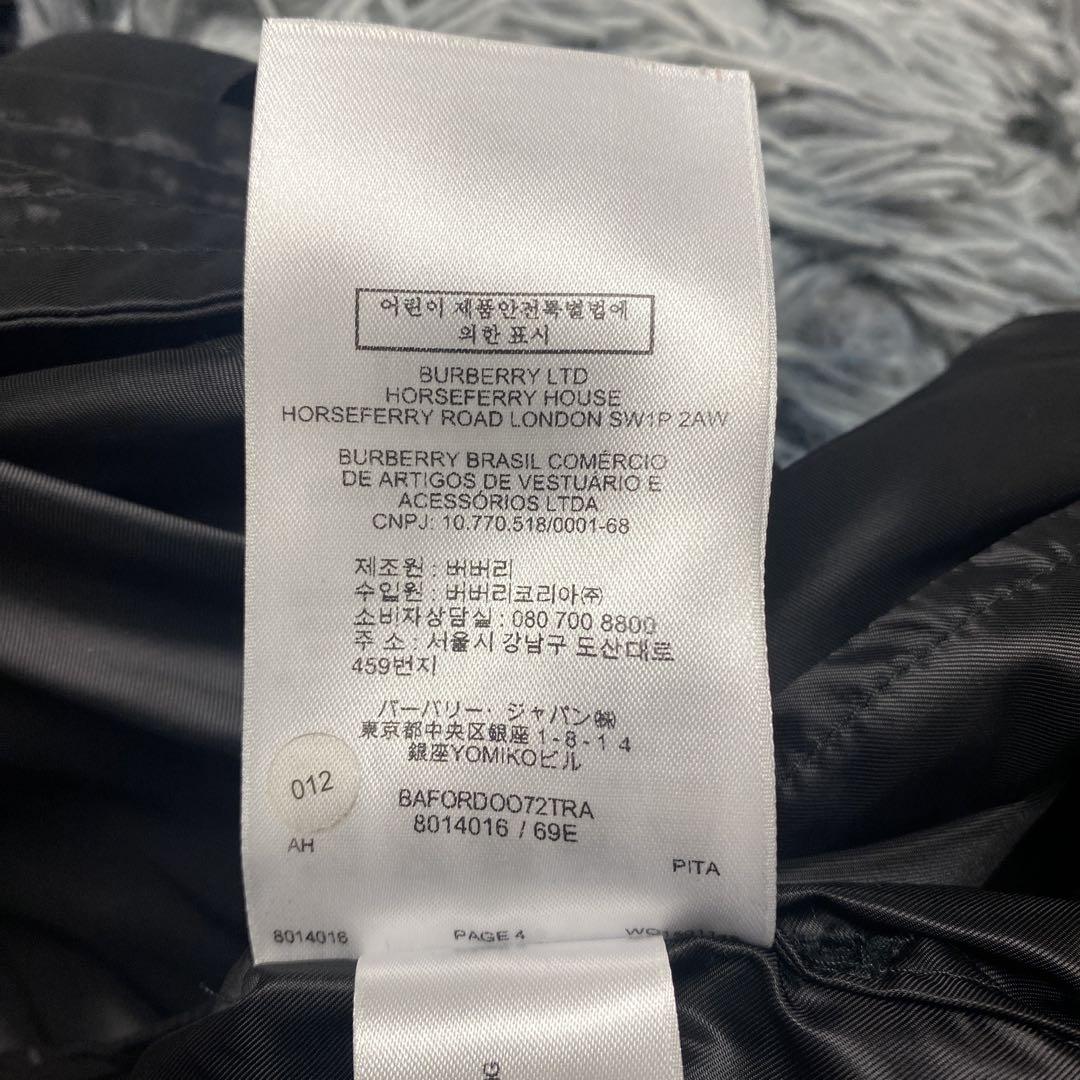 어린이 제품안전특별법에
의한 표시
BURBERRY LTD
HORSEFERRY HOUSE
HORSEFERRY ROAD LONDON SW1P 2AW
BURBERRY BRASIL COMÉRCIO
DE ARTIGOS DE VESTUÁRIO E
ACESSÓRIOS LTDA
CNPJ: 10.770.518/0001-68
제조원 : 버버리
수입원 : 버버리코리아㈜
소비자상담실 : 080 700 8800
주 소 : 서울시 강남구 도산대로
459번지
バーバリー・ジャパン㈱
東京都中央区銀座1-8-14
銀座YOMIKOビル
012
BAFORDOO72TRA
8014016 / 69E
AH
PITA
8014016 PAGE 4